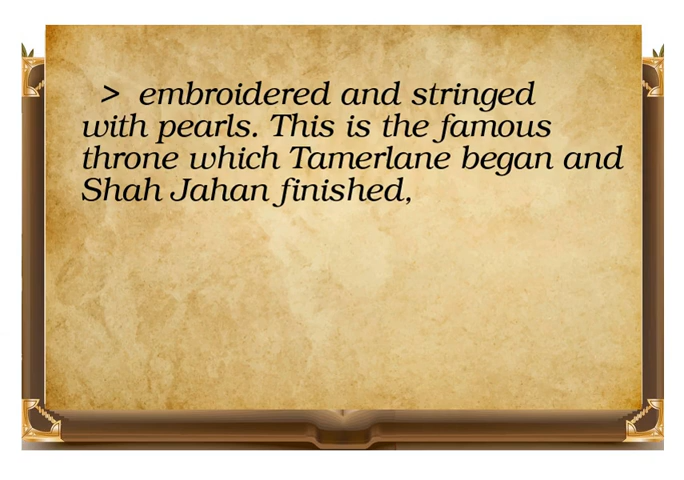 > embroidered and stringed
with pearls. This is the famous
throne which Tamerlane began and
Shah Jahan finished,